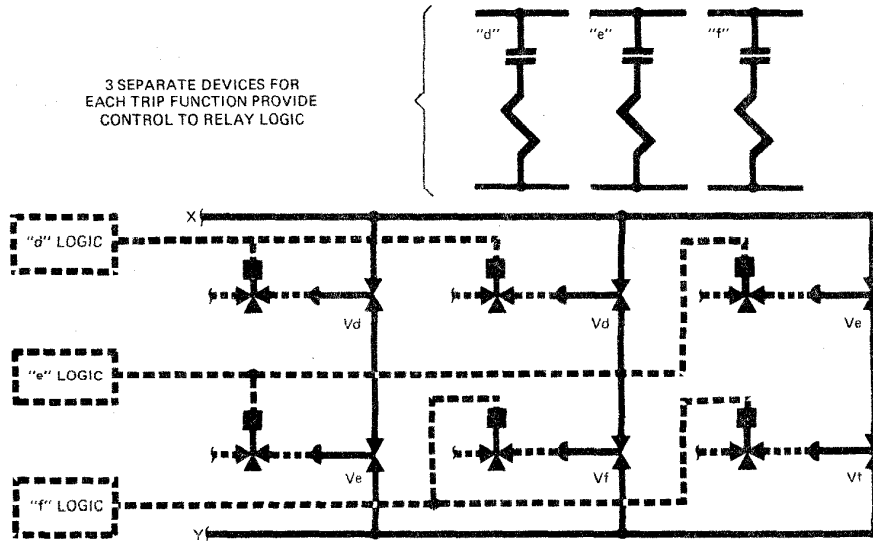 "d" "e" "f"
3 SEPARATE DEVICES FOR
EACH TRIP FUNCTION PROVIDE
CONTROL TO RELAY LOGIC
X
"d" LOGIC
Vd Vd Ve
"e" LOGIC
Ve Vf Vf
"f" LOGIC
Y